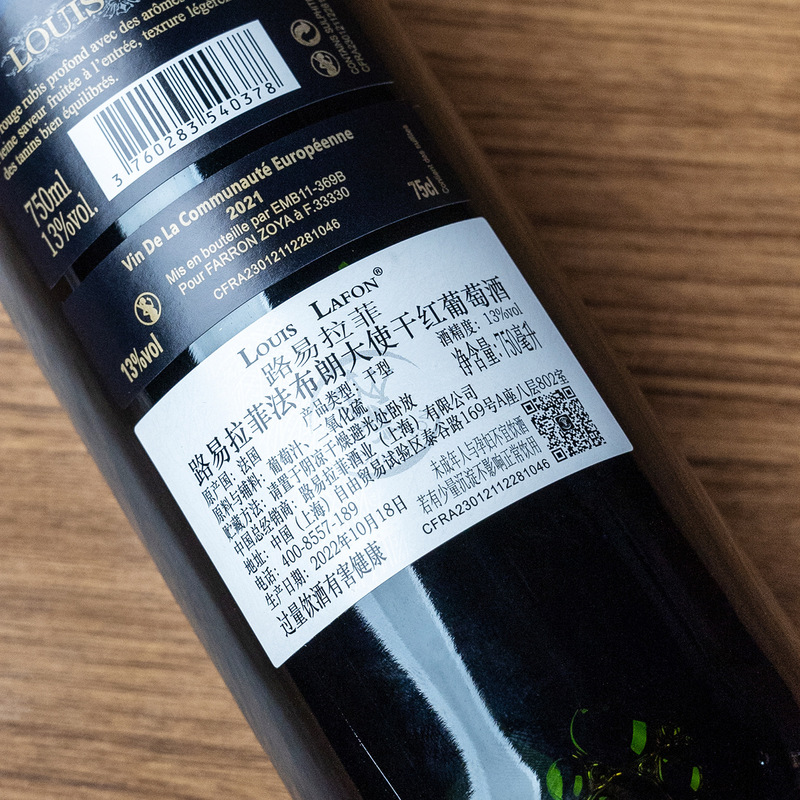 LOUIS
rouge rubis profond avec des arômes
saveur fruitée à l'entrée, texrure légère
des tanins bien équilibrés.
3 760283 540378
CONTAINS SULPHITES
CFRA23012112281046
750ml
13%vol.
Vin De La Communauté Européenne
2021
Mis en bouteille par EMB11-369B
Pour FARRON ZOYA à F.33330
CFRA23012112281046
75cl
13%vol
LOUIS LAFON®
路易拉菲
路易拉菲法布朗大使干红葡萄酒
原产国：法国 产品类型：干型 酒精度：13%vol
原料与辅料：葡萄汁、二氧化硫 净含量：750毫升
贮藏方法：请置于阴凉干燥避光处卧放
中国总经销商：路易拉菲酒业（上海）有限公司
地址：中国（上海）自由贸易试验区泰谷路169号A座八层802室
电话：400-8557-189
生产日期：2022年10月18日
未成年人与孕妇不宜饮酒
若有少量沉淀不影响正常饮用
过量饮酒有害健康
CFRA23012112281046